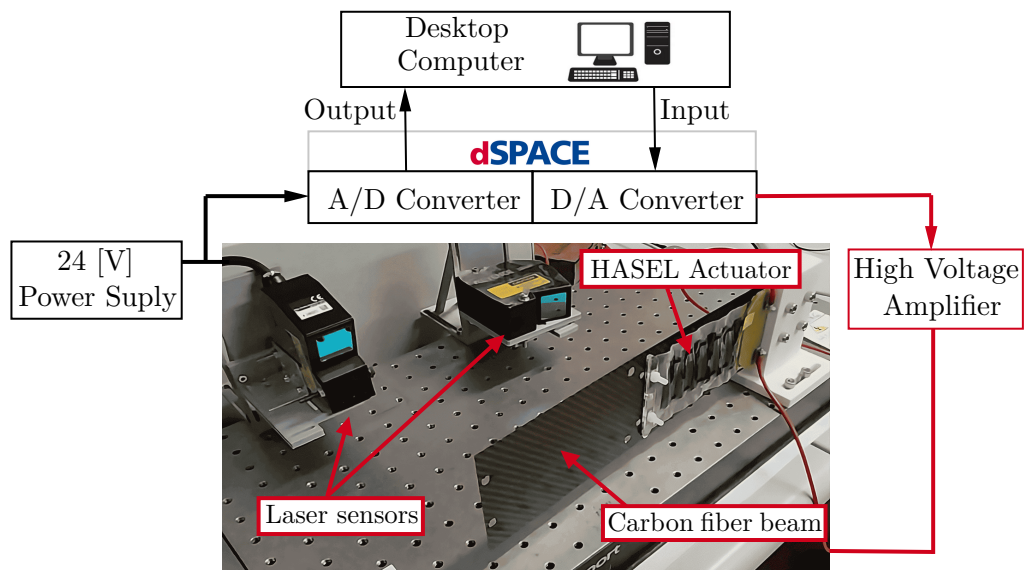 Desktop
Computer
Output
Input
dSPACE
A/D Converter
D/A Converter
24 [V]
Power Suply
HASEL Actuator
High Voltage
Amplifier
Laser sensors
Carbon fiber beam
port